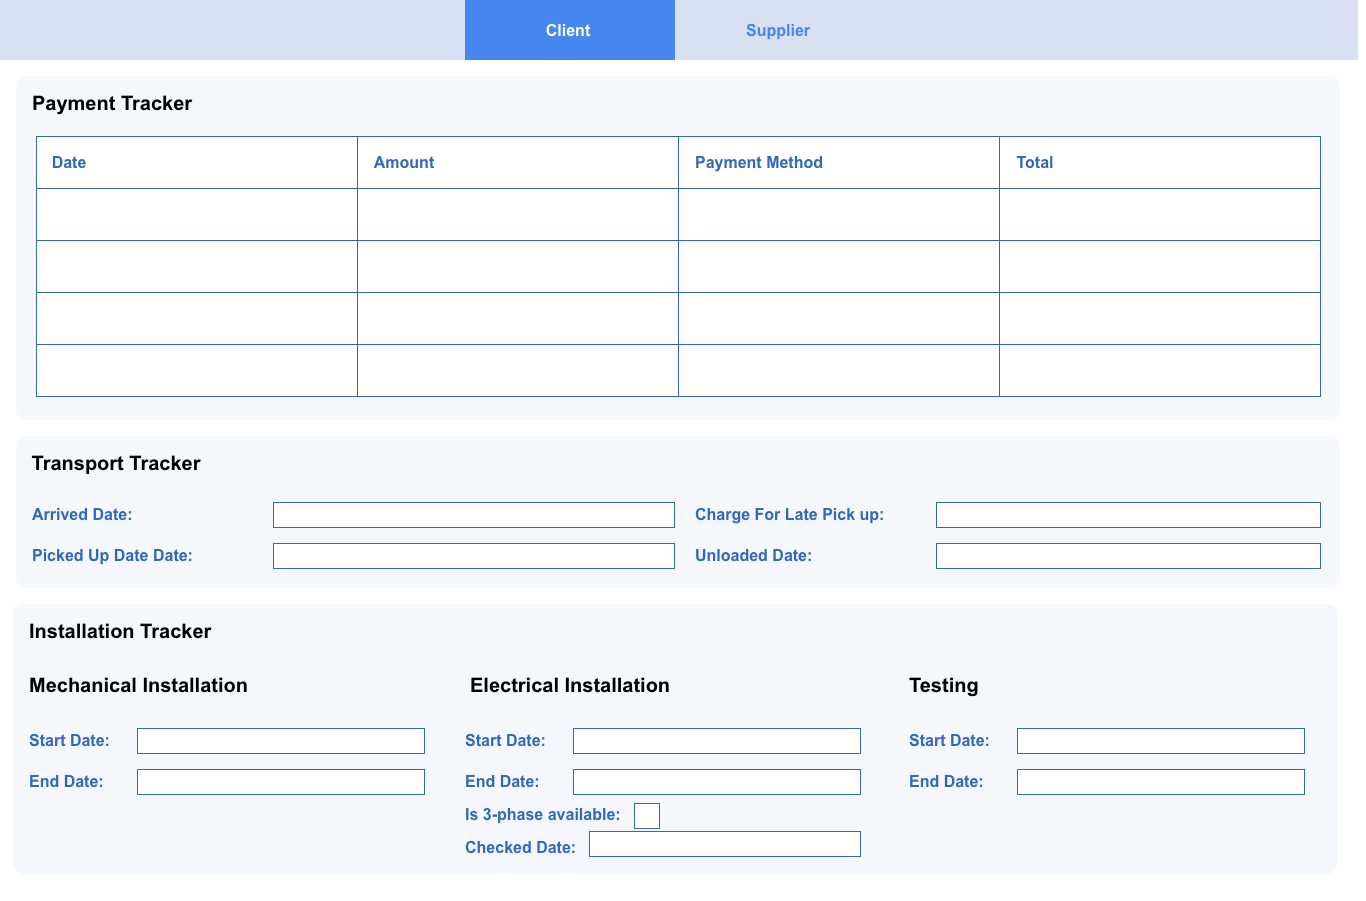 Client Supplier
Payment Tracker
Date Amount Payment Method Total
Transport Tracker
Arrived Date: Charge For Late Pick up:
Picked Up Date Date: Unloaded Date:
Installation Tracker
Mechanical Installation Electrical Installation Testing
Start Date: Start Date: Start Date:
End Date: End Date: End Date:
Is 3-phase available:
Checked Date: